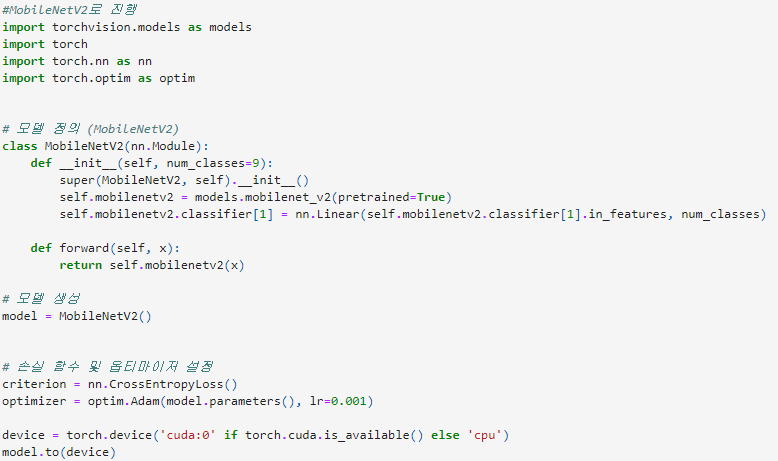 #MobileNetV2로 진행
import torchvision.models as models
import torch
import torch.nn as nn
import torch.optim as optim
# 모델 정의 (MobileNetV2)
class MobileNetV2(nn.Module):
    def __init__(self, num_classes=9):
        super(MobileNetV2, self).__init__()
        self.mobilenetv2 = models.mobilenet_v2(pretrained=True)
        self.mobilenetv2.classifier[1] = nn.Linear(self.mobilenetv2.classifier[1].in_features, num_classes)
    def forward(self, x):
        return self.mobilenetv2(x)
# 모델 생성
model = MobileNetV2()
# 손실 함수 및 옵티마이저 설정
criterion = nn.CrossEntropyLoss()
optimizer = optim.Adam(model.parameters(), lr=0.001)
device = torch.device('cuda:0' if torch.cuda.is_available() else 'cpu')
model.to(device)